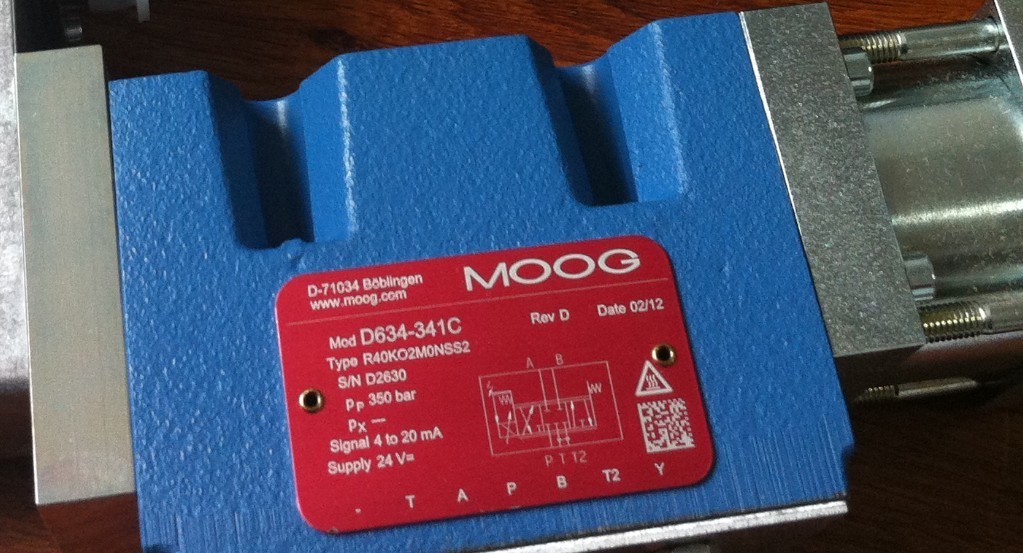 D-71034 Böblingen
www.moog.com
MOOG
Mod D634-341C
Rev D
Date 02/12
Type R40KO2M0NSS2
S/N D2630
Pp 350 bar
Px ---
Signal 4 to 20 mA
Supply 24 V=
A B
P T T2
- T A P B T2 Y